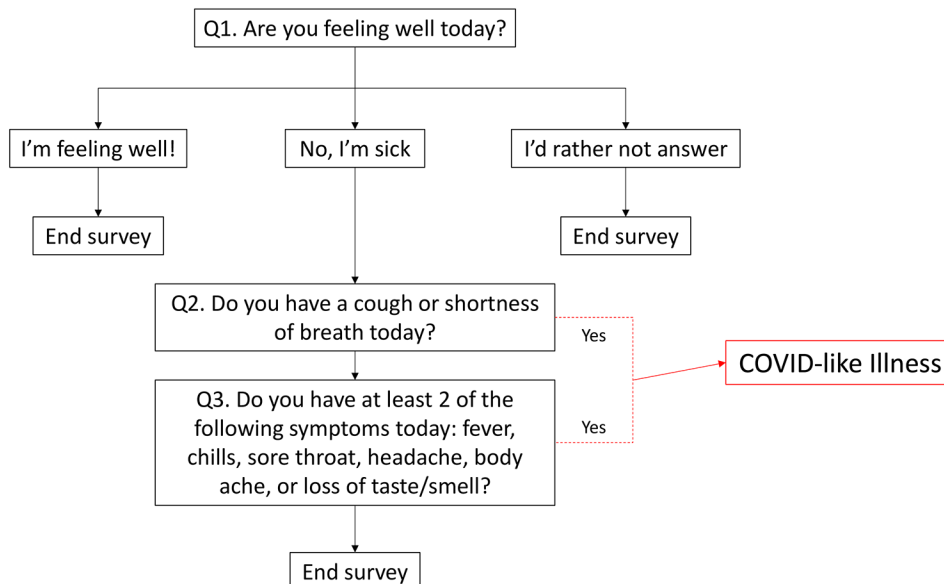 Q1. Are you feeling well today?
I'm feeling well!
No, I'm sick
I'd rather not answer
End survey
End survey
Q2. Do you have a cough or shortness
of breath today?
Yes
COVID-like Illness
Q3. Do you have at least 2 of the
following symptoms today: fever,
chills, sore throat, headache, body
ache, or loss of taste/smell?
Yes
End survey